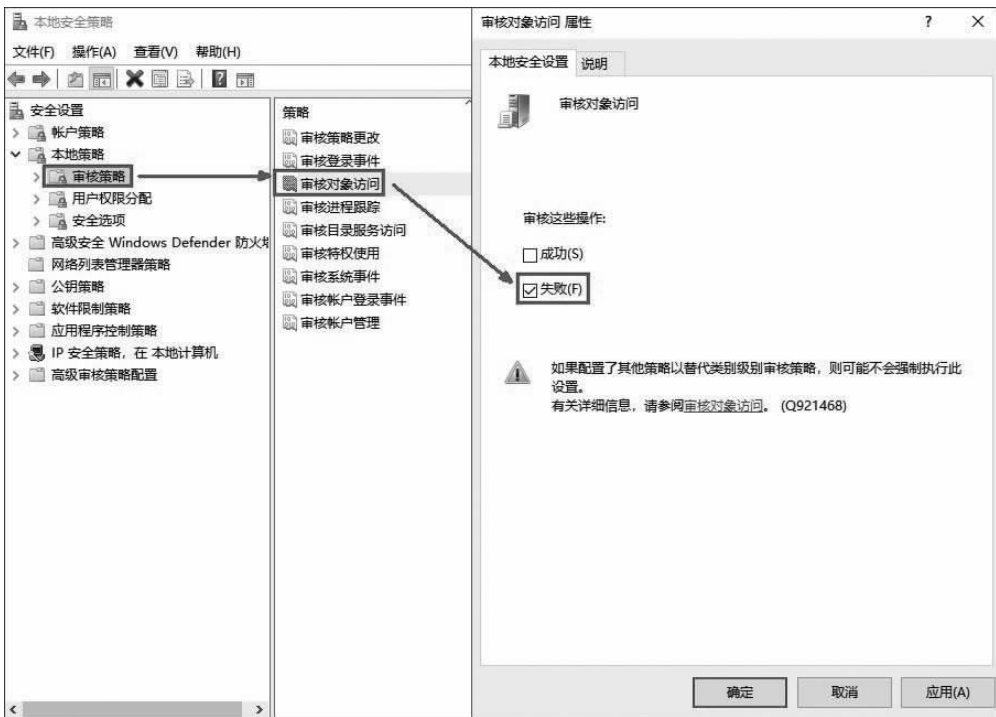 本地安全策略
文件(F) 操作(A) 查看(V) 帮助(H)
安全设置
帐户策略
本地策略
审核策略
用户权限分配
安全选项
高级安全 Windows Defender 防火
网络列表管理器策略
公钥策略
软件限制策略
应用程序控制策略
IP 安全策略，在 本地计算机
高级审核策略配置
策略
审核策略更改
审核登录事件
审核对象访问
审核进程跟踪
审核目录服务访问
审核特权使用
审核系统事件
审核帐户登录事件
审核帐户管理
审核对象访问 属性
本地安全设置 说明
审核对象访问
审核这些操作:
成功(S)
失败(F)
如果配置了其他策略以替代类别级别审核策略，则可能不会强制执行此
设置。
有关详细信息，请参阅审核对象访问。 (Q921468)
确定 取消 应用(A)